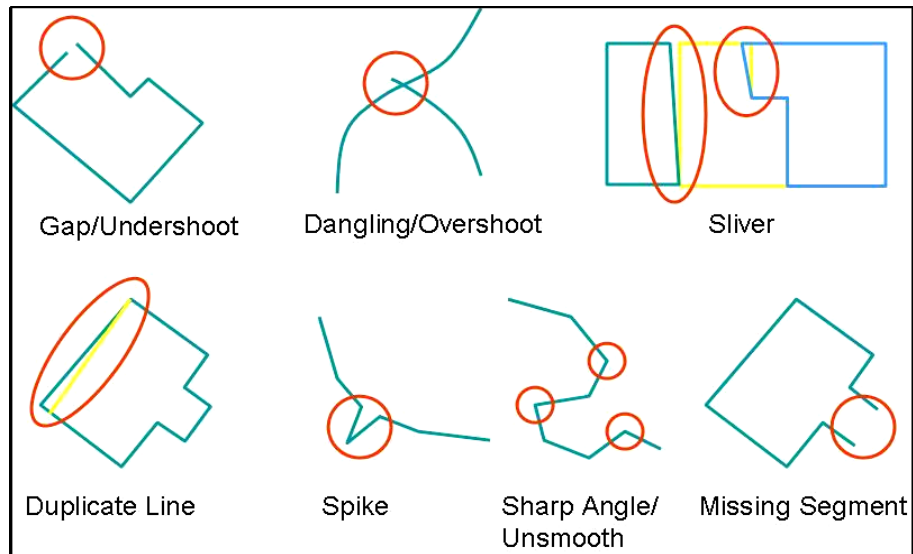 Gap/Undershoot
Dangling/Overshoot
Sliver
Duplicate Line
Spike
Sharp Angle/
Unsmooth
Missing Segment